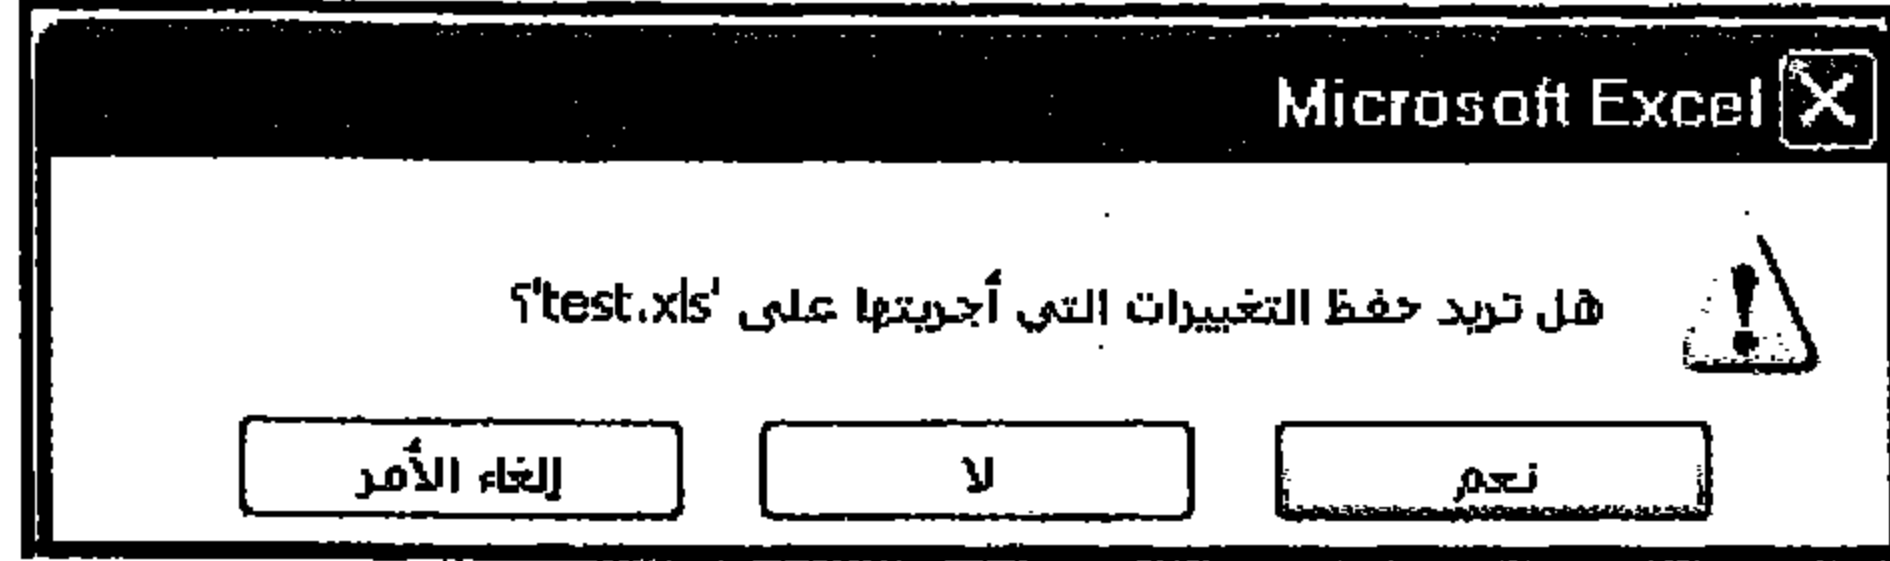 Microsoft Excel
هل تريد حفظ التغييرات التي أجريتها على 'test.xls'؟
نعم
لا
إلغاء الأمر